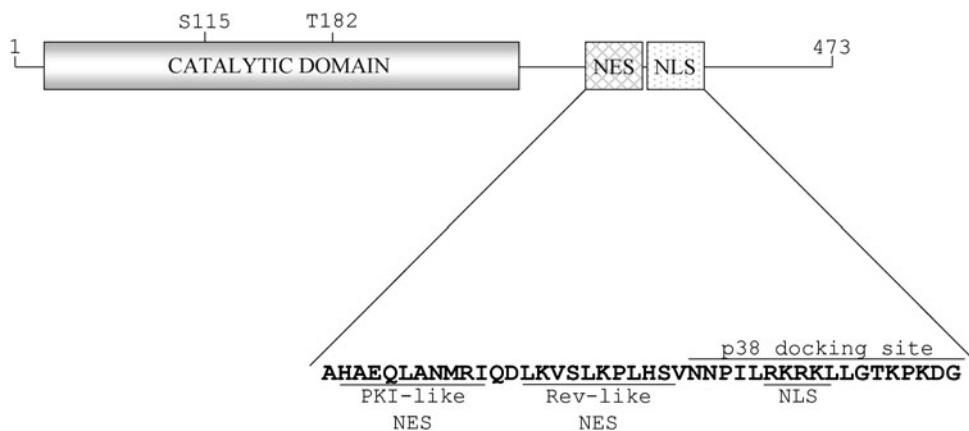 S115 T182
1 473
CATALYTIC DOMAIN NES NLS
p38 docking site
AHAEQLANMRIQDLKVSLKPLHSVNNPILRKRKLLGTKPKDG
PKI-like Rev-like NLS
NES NES